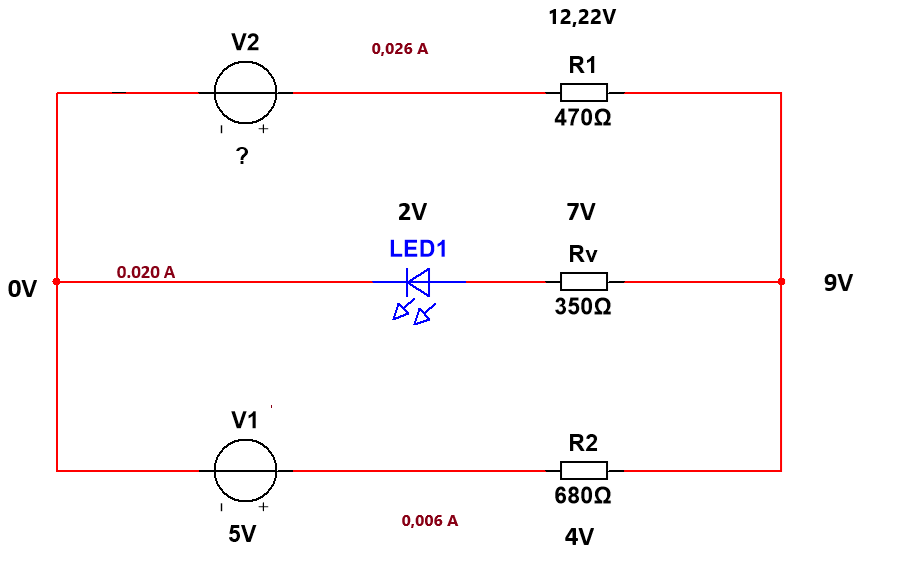 12,22V
V2
0,026 A
R1
470Ω
- +
?
2V
7V
LED1
Rv
0.020 A
0V
9V
350Ω
V1
R2
- +
680Ω
5V
0,006 A
4V